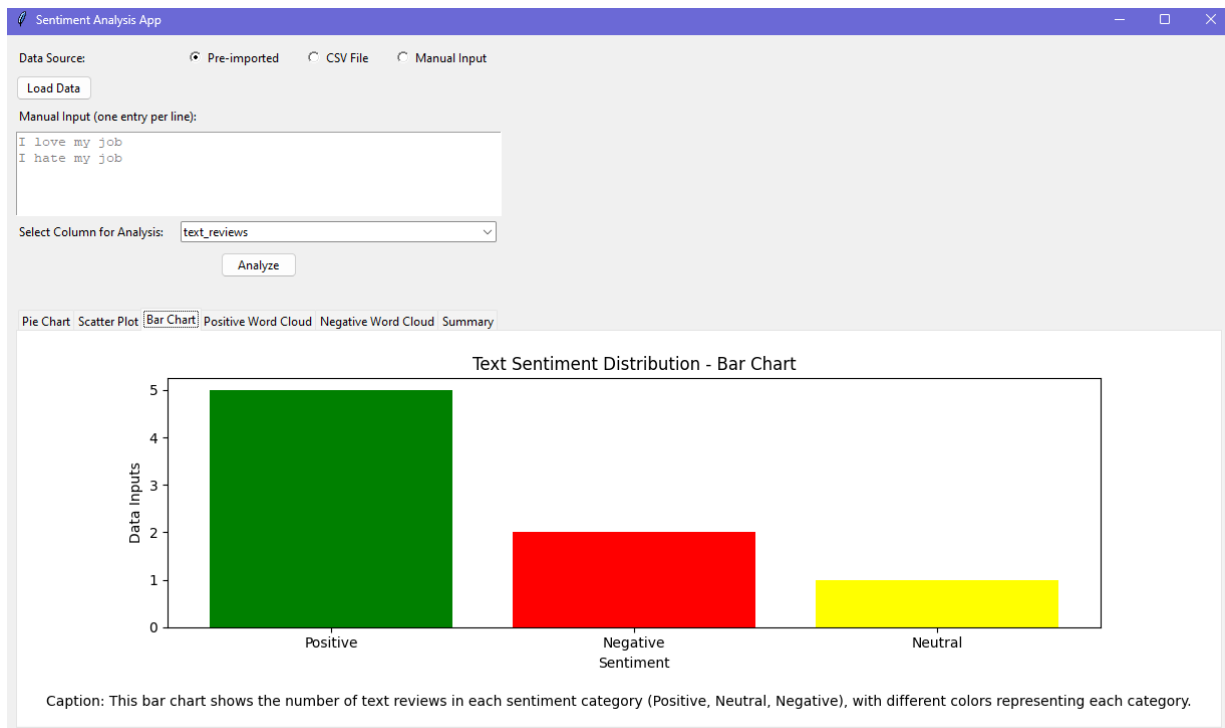 Sentiment Analysis App
Data Source: Pre-imported CSV File Manual Input
Load Data
Manual Input (one entry per line):
I love my job
I hate my job
Select Column for Analysis: text_reviews
Analyze
Pie Chart Scatter Plot Bar Chart Positive Word Cloud Negative Word Cloud Summary
Text Sentiment Distribution - Bar Chart
5
4
3
2
1
0
Data Inputs
Positive Negative Neutral
Sentiment
Caption: This bar chart shows the number of text reviews in each sentiment category (Positive, Neutral, Negative), with different colors representing each category.